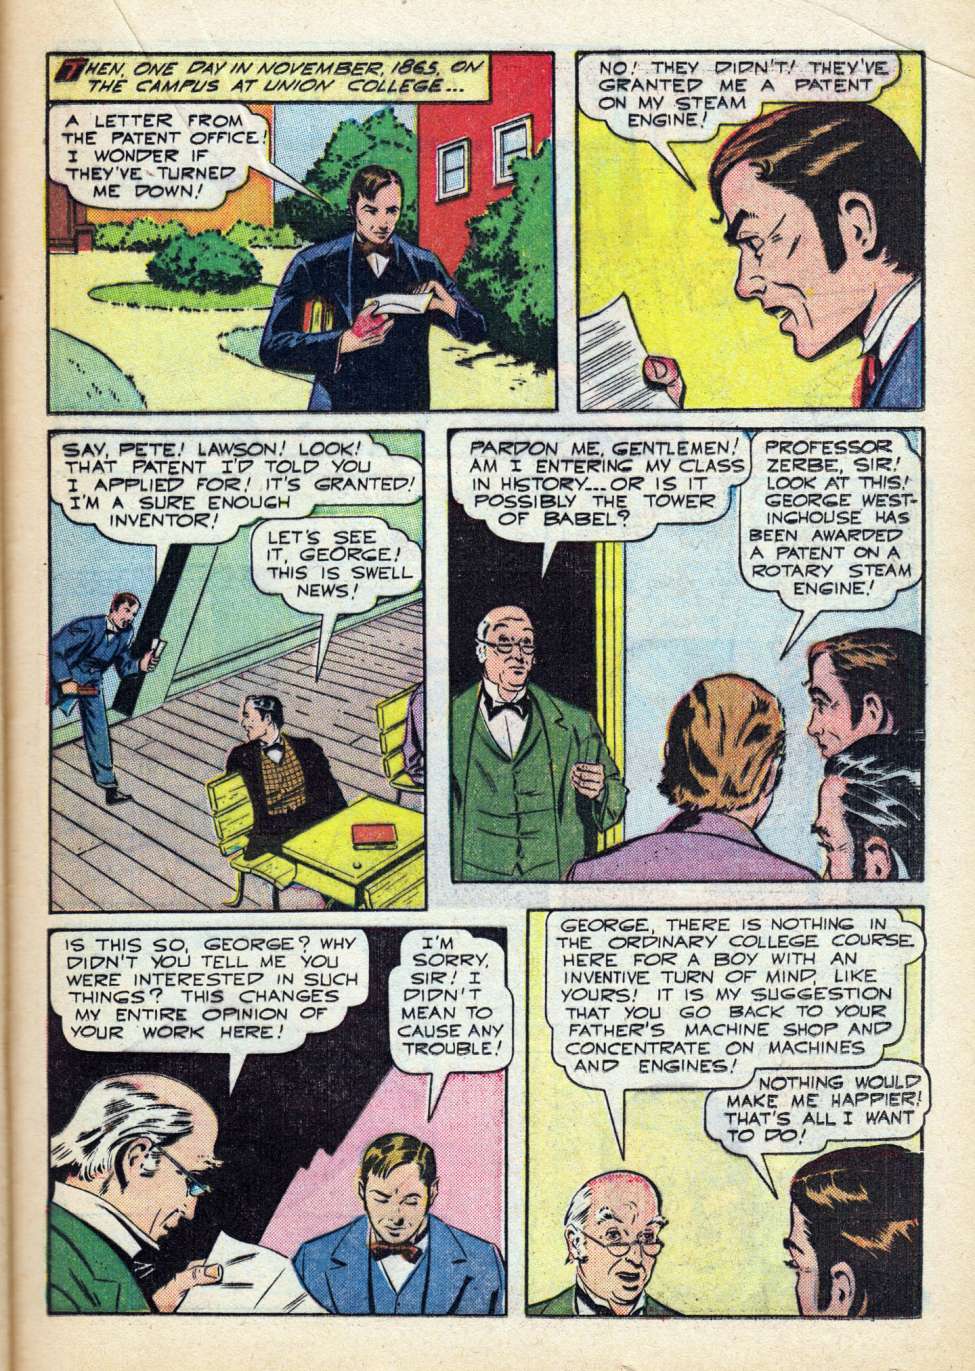 THEN, ONE DAY IN NOVEMBER, 1865, ON
THE CAMPUS AT UNION COLLEGE...
A LETTER FROM
THE PATENT OFFICE!
I WONDER IF
THEY'VE TURNED
ME DOWN!
NO! THEY DIDN'T! THEY'VE
GRANTED ME A PATENT
ON MY STEAM
ENGINE!
SAY, PETE! LAWSON! LOOK!
THAT PATENT I'D TOLD YOU
I APPLIED FOR! IT'S GRANTED!
I'M A SURE ENOUGH
INVENTOR!
LET'S SEE
IT, GEORGE!
THIS IS SWELL
NEWS!
PARDON ME, GENTLEMEN!
AM I ENTERING MY CLASS
IN HISTORY... OR IS IT
POSSIBLY THE TOWER
OF BABEL?
PROFESSOR
ZERBE, SIR!
LOOK AT THIS!
GEORGE WEST-
INGHOUSE HAS
BEEN AWARDED
A PATENT ON A
ROTARY STEAM
ENGINE!
IS THIS SO, GEORGE? WHY
DIDN'T YOU TELL ME YOU
WERE INTERESTED IN SUCH
THINGS? THIS CHANGES
MY ENTIRE OPINION OF
YOUR WORK HERE!
I'M
SORRY,
SIR! I
DIDN'T
MEAN TO
CAUSE ANY
TROUBLE!
GEORGE, THERE IS NOTHING IN
THE ORDINARY COLLEGE COURSE
HERE FOR A BOY WITH AN
INVENTIVE TURN OF MIND, LIKE
YOURS! IT IS MY SUGGESTION
THAT YOU GO BACK TO YOUR
FATHER'S MACHINE SHOP AND
CONCENTRATE ON MACHINES
AND ENGINES!
NOTHING WOULD
MAKE ME HAPPIER!
THAT'S ALL I WANT
TO DO!